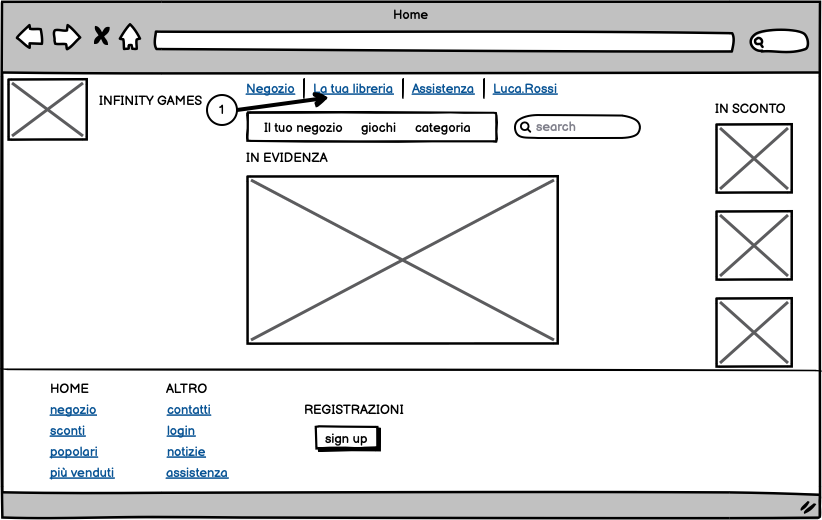 Home
INFINITY GAMES
1
Negozio La tua libreria Assistenza Luca.Rossi
Il tuo negozio giochi categoria
search
IN SCONTO
IN EVIDENZA
HOME
negozio
sconti
popolari
più venduti
ALTRO
contatti
login
notizie
assistenza
REGISTRAZIONI
sign up